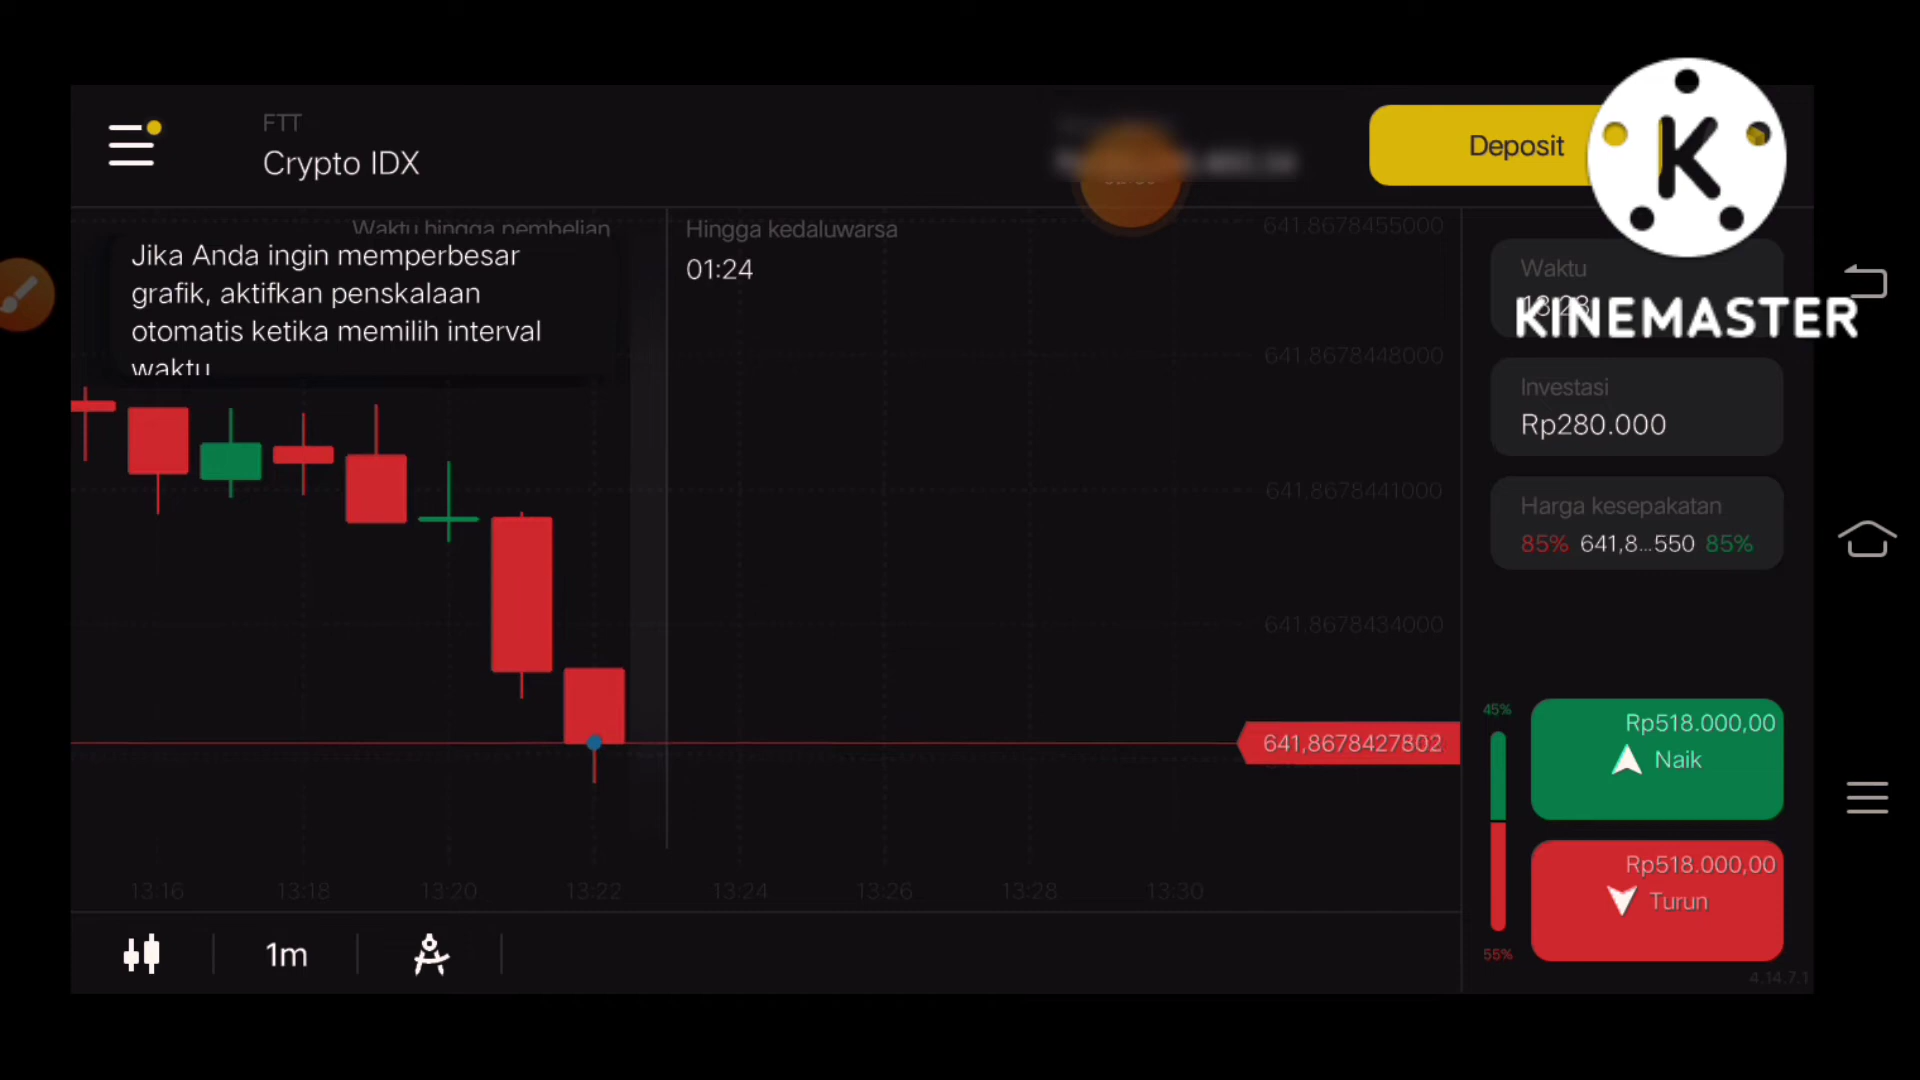 FTT
Crypto IDX
Deposit
K
KINEMASTER
Waktu hingga pembelian
Jika Anda ingin memperbesar
grafik, aktifkan penskalaan
otomatis ketika memilih interval
waktu
Hingga kedaluwarsa
01:24
641.8678455000
641.8678448000
641.8678441000
641.8678434000
641,8678427802
Waktu
Investasi
Rp280.000
Harga kesepakatan
85% 641,8...550 85%
45%
Rp518.000,00
Naik
Rp518.000,00
Turun
55%
4.14.7.1
13:16 13:18 13:20 13:22 13:24 13:26 13:28 13:30
1m